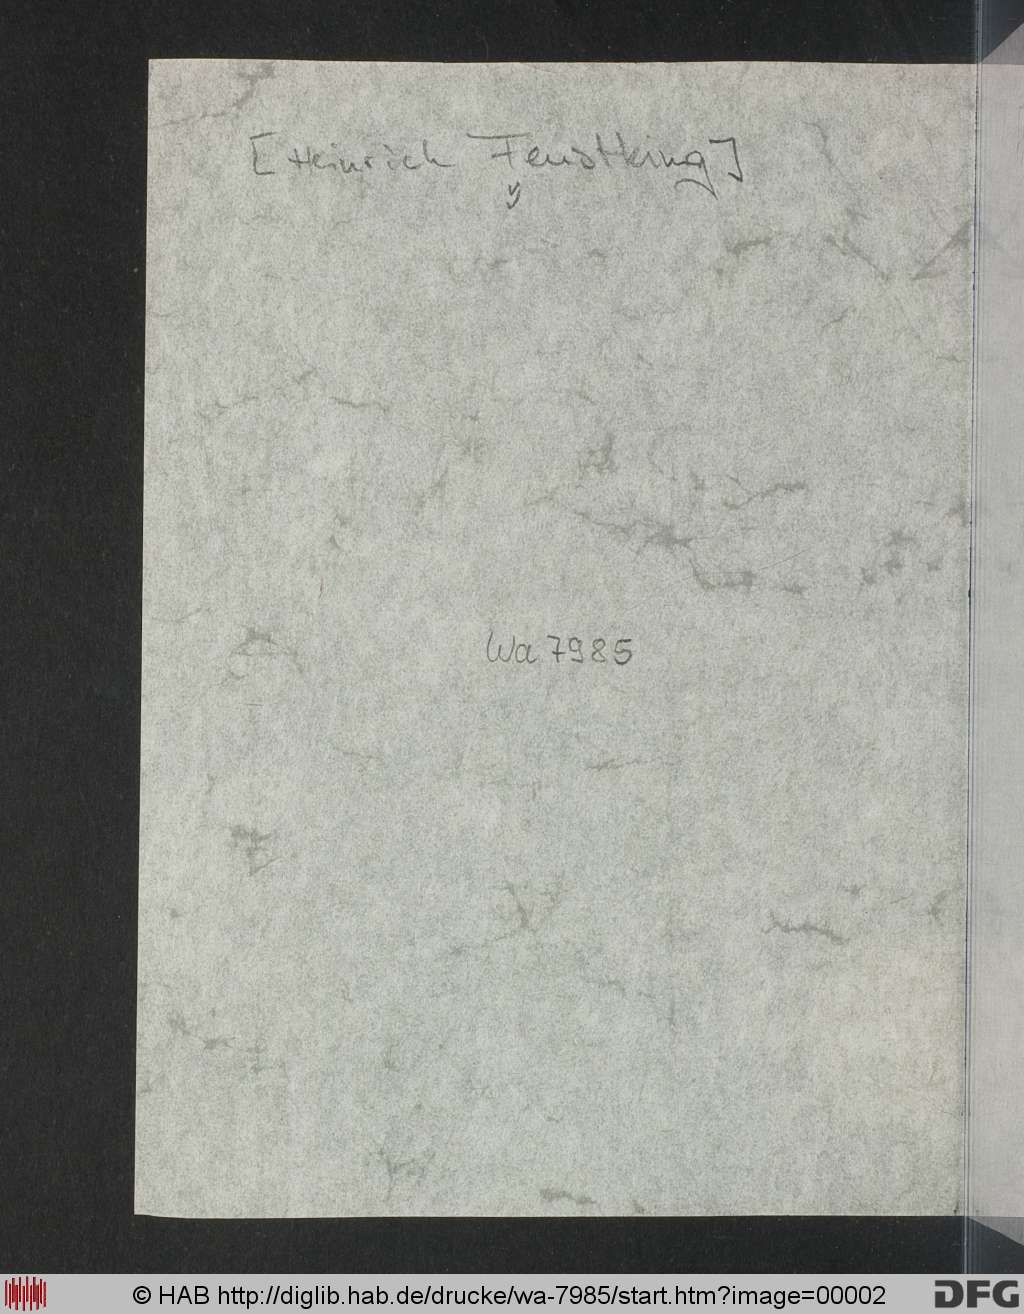 [Heinrich Feustking]
y
Wa 7985
© HAB http://diglib.hab.de/drucke/wa-7985/start.htm?image=00002
DFG